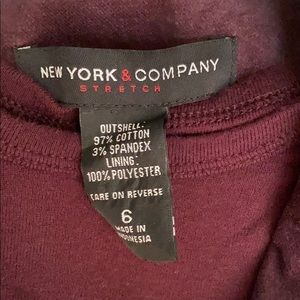 NEW YORK & COMPANY
STRETCH
OUTSHELL:
97% COTTON
3% SPANDEX
LINING:
100% POLYESTER
CARE ON REVERSE
6
MADE IN
INDONESIA